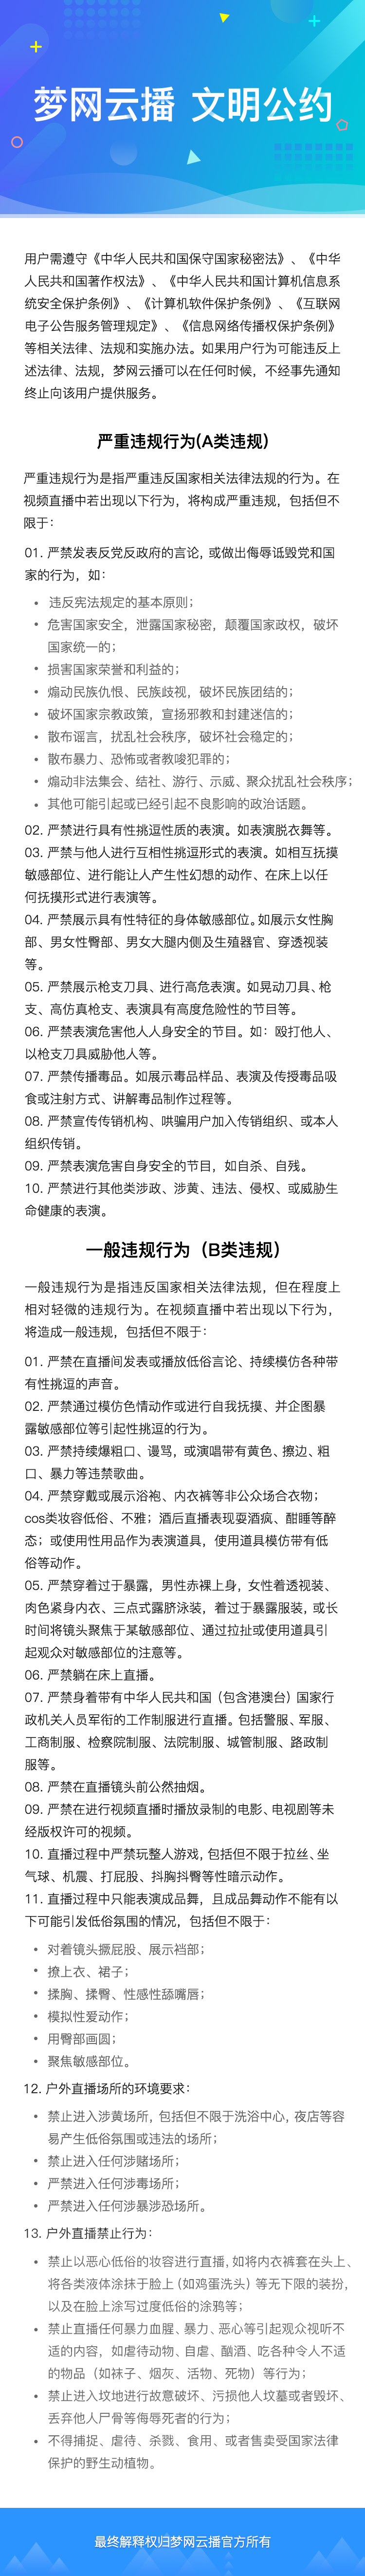 梦网云播 文明公约
用户需遵守《中华人民共和国保守国家秘密法》、《中华
人民共和国著作权法》、《中华人民共和国计算机信息系
统安全保护条例》、《计算机软件保护条例》、《互联网
电子公告服务管理规定》、《信息网络传播权保护条例》
等相关法律、法规和实施办法。如果用户行为可能违反上
述法律、法规，梦网云播可以在任何时候，不经事先通知
终止向该用户提供服务。
严重违规行为(A类违规)
严重违规行为是指严重违反国家相关法律法规的行为。在
视频直播中若出现以下行为，将构成严重违规，包括但不
限于：
01. 严禁发表反党反政府的言论, 或做出侮辱诋毁党和国
家的行为，如：
• 违反宪法规定的基本原则；
• 危害国家安全，泄露国家秘密，颠覆国家政权，破坏
国家统一的；
• 损害国家荣誉和利益的；
• 煽动民族仇恨、民族歧视，破坏民族团结的；
• 破坏国家宗教政策，宣扬邪教和封建迷信的；
• 散布谣言，扰乱社会秩序，破坏社会稳定的；
• 散布暴力、恐怖或者教唆犯罪的；
• 煽动非法集会、结社、游行、示威、聚众扰乱社会秩序；
• 其他可能引起或已经引起不良影响的政治话题。
02. 严禁进行具有性挑逗性质的表演。如表演脱衣舞等。
03. 严禁与他人进行互相性挑逗形式的表演。如相互抚摸
敏感部位、进行能让人产生性幻想的动作、在床上以任
何抚摸形式进行表演等。
04. 严禁展示具有性特征的身体敏感部位。如展示女性胸
部、男女性臀部、男女大腿内侧及生殖器官、穿透视装
等。
05. 严禁展示枪支刀具、进行高危表演。如晃动刀具、枪
支、高仿真枪支、表演具有高度危险性的节目等。
06. 严禁表演危害他人人身安全的节目。如：殴打他人、
以枪支刀具威胁他人等。
07. 严禁传播毒品。如展示毒品样品、表演及传授毒品吸
食或注射方式、讲解毒品制作过程等。
08. 严禁宣传传销机构、哄骗用户加入传销组织、或本人
组织传销。
09. 严禁表演危害自身安全的节目，如自杀、自残。
10. 严禁进行其他类涉政、涉黄、违法、侵权、或威胁生
命健康的表演。
一般违规行为（B类违规）
一般违规行为是指违反国家相关法律法规，但在程度上
相对轻微的违规行为。在视频直播中若出现以下行为，
将造成一般违规，包括但不限于：
01. 严禁在直播间发表或播放低俗言论、持续模仿各种带
有性挑逗的声音。
02. 严禁通过模仿色情动作或进行自我抚摸、并企图暴
露敏感部位等引起性挑逗的行为。
03. 严禁持续爆粗口、谩骂，或演唱带有黄色、擦边、粗
口、暴力等违禁歌曲。
04. 严禁穿戴或展示浴袍、内衣裤等非公众场合衣物；
cos类妆容低俗、不雅；酒后直播表现耍酒疯、酣睡等醉
态；或使用性用品作为表演道具，使用道具模仿带有低
俗等动作。
05. 严禁穿着过于暴露，男性赤裸上身，女性着透视装、
肉色紧身内衣、三点式露脐泳装，着过于暴露服装，或长
时间将镜头聚焦于某敏感部位、通过拉扯或使用道具引
起观众对敏感部位的注意等。
06. 严禁躺在床上直播。
07. 严禁身着带有中华人民共和国（包含港澳台）国家行
政机关人员军衔的工作制服进行直播。包括警服、军服、
工商制服、检察院制服、法院制服、城管制服、路政制
服等。
08. 严禁在直播镜头前公然抽烟。
09. 严禁在进行视频直播时播放录制的电影、电视剧等未
经版权许可的视频。
10. 直播过程中严禁玩整人游戏, 包括但不限于拉丝、坐
气球、机震、打屁股、抖胸抖臀等性暗示动作。
11. 直播过程中只能表演成品舞，且成品舞动作不能有以
下可能引发低俗氛围的情况，包括但不限于：
• 对着镜头撅屁股、展示裆部；
• 撩上衣、裙子；
• 揉胸、揉臀、性感性舔嘴唇；
• 模拟性爱动作；
• 用臀部画圆；
• 聚焦敏感部位。
12. 户外直播场所的环境要求：
• 禁止进入涉黄场所, 包括但不限于洗浴中心, 夜店等容
易产生低俗氛围或违法的场所；
• 禁止进入任何涉赌场所；
• 严禁进入任何涉毒场所；
• 严禁进入任何涉暴涉恐场所。
13. 户外直播禁止行为：
• 禁止以恶心低俗的妆容进行直播, 如将内衣裤套在头上、
将各类液体涂抹于脸上（如鸡蛋洗头）等无下限的装扮，
以及在脸上涂写过度低俗的涂鸦等；
• 禁止直播任何暴力血腥、暴力、恶心等引起观众视听不
适的内容，如虐待动物、自虐、酗酒、吃各种令人不适
的物品（如袜子、烟灰、活物、死物）等行为；
• 禁止进入坟地进行故意破坏、污损他人坟墓或者毁坏、
丢弃他人尸骨等侮辱死者的行为；
• 不得捕捉、虐待、杀戮、食用、或者售卖受国家法律
保护的野生动植物。
最终解释权归梦网云播官方所有